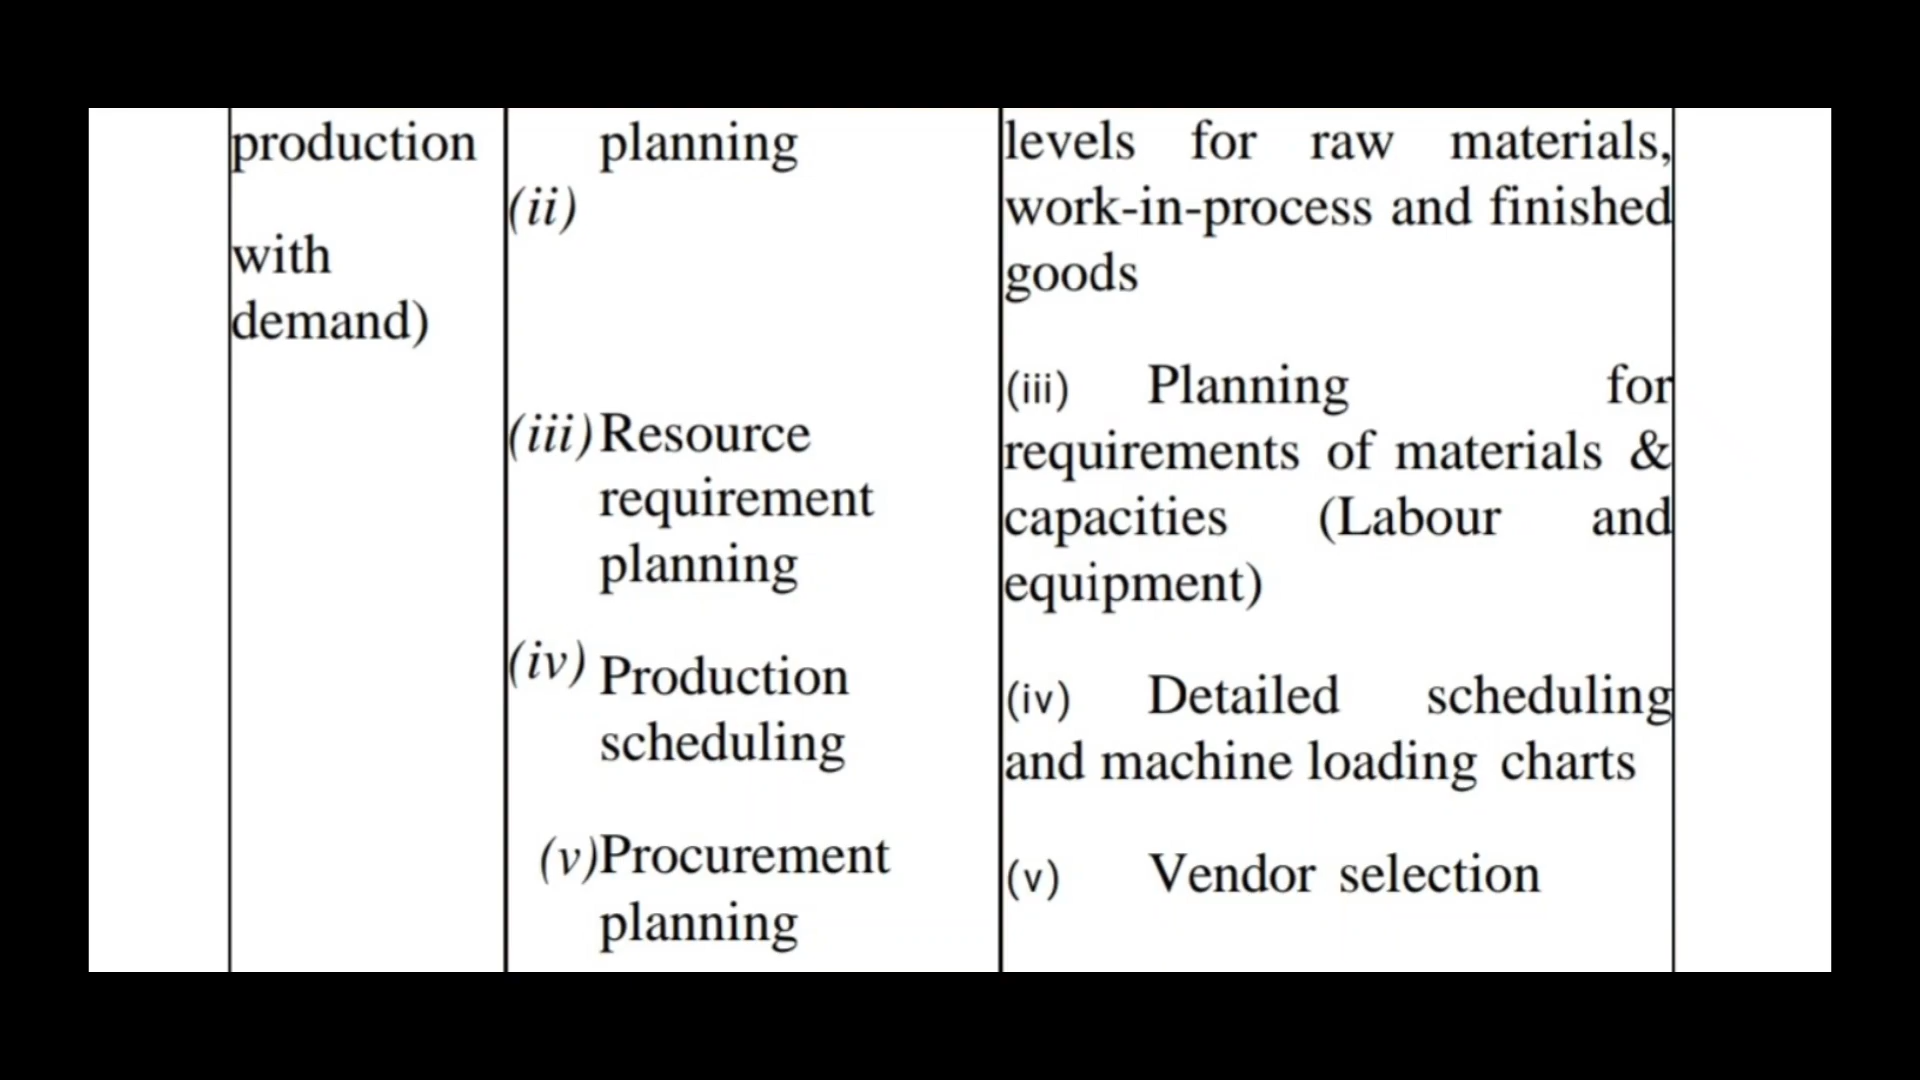 production
with
demand)
planning
(ii)
(iii) Resource
requirement
planning
(iv) Production
scheduling
(v) Procurement
planning
levels for raw materials,
work-in-process and finished
goods
(iii) Planning for
requirements of materials &
capacities (Labour and
equipment)
(iv) Detailed scheduling
and machine loading charts
(v) Vendor selection